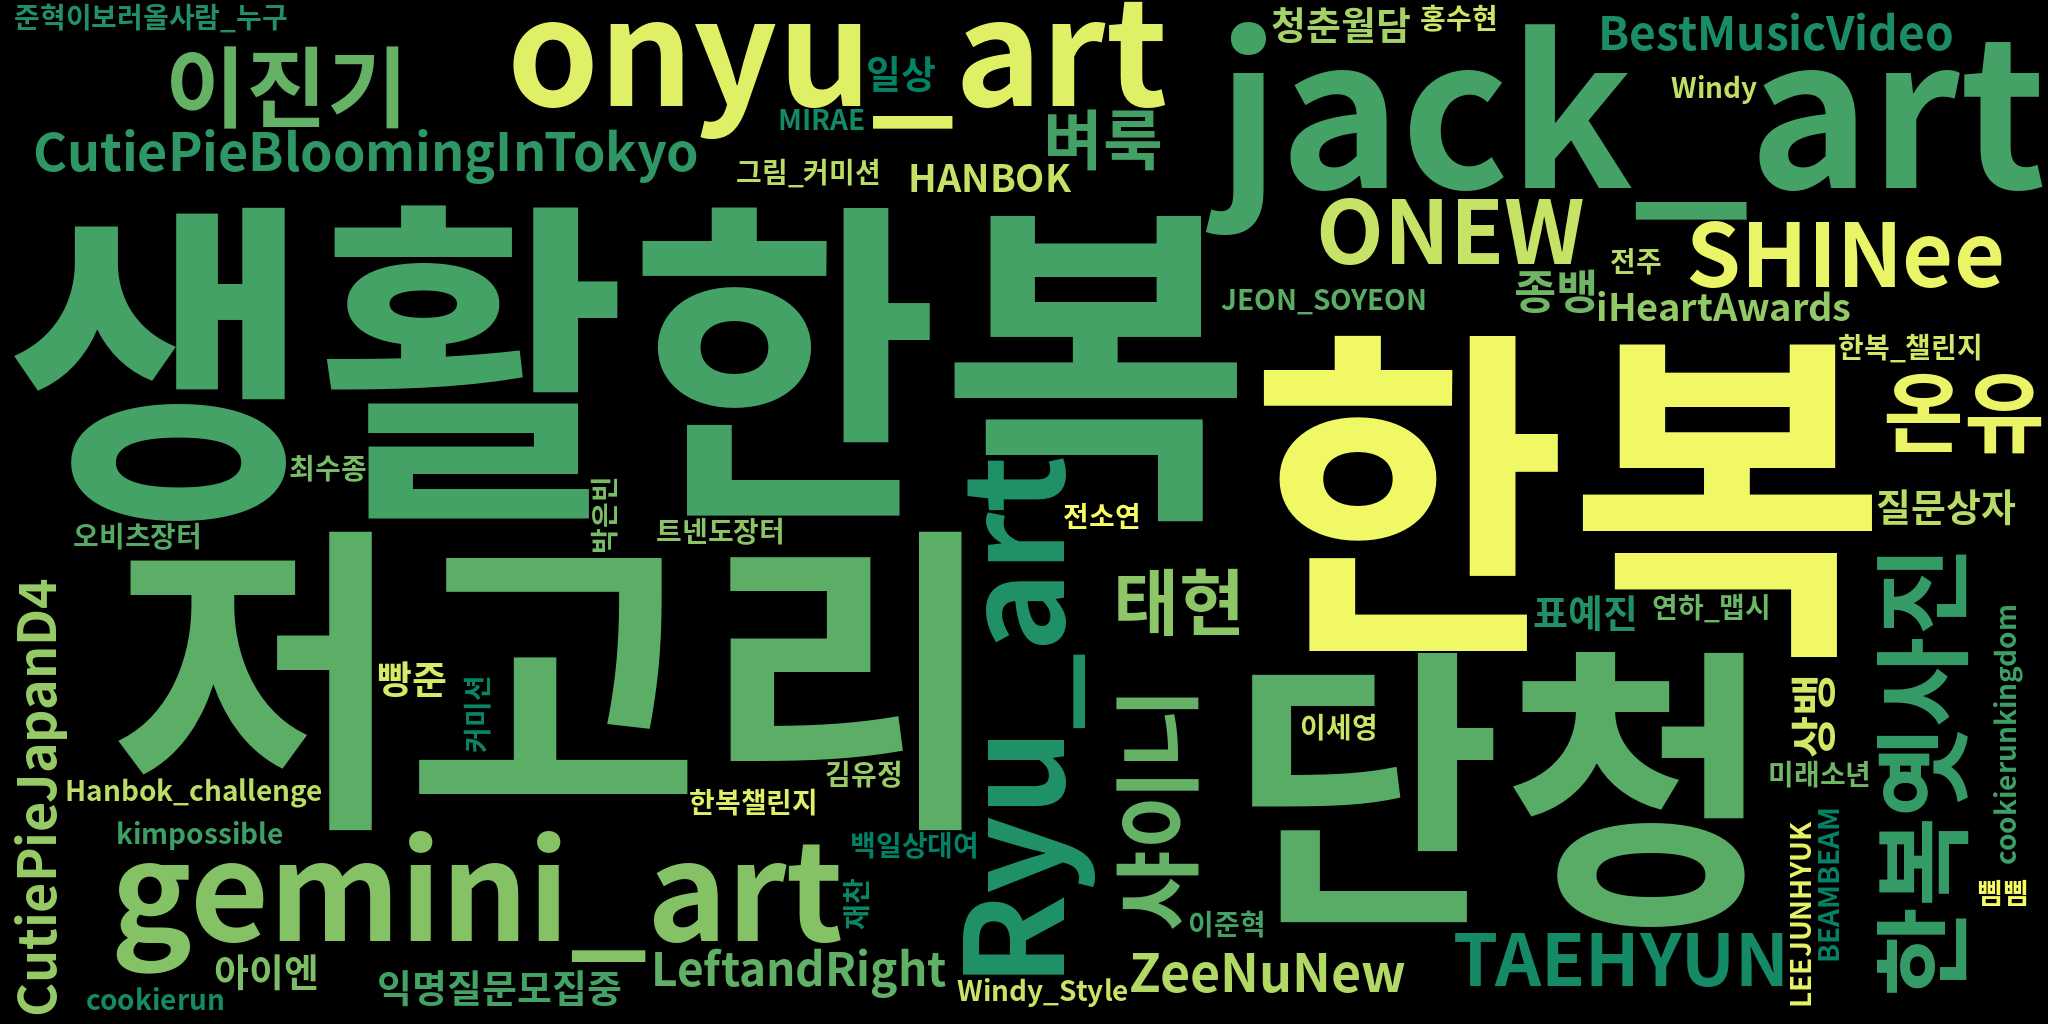 준혁이보러올사람_누구
onyu_art
jack_art
청춘월담
홍수현
BestMusicVideo
이진기
일상
Windy
MIRAE
벼룩
CutiePieBloomingInTokyo
그림_커미션
HANBOK
ONEW
SHINee
전주
종뱅
JEON_SOYEON
iHeartAwards
생활한복
한복
한복_챌린지
온유
최수종
박은빈
오비츠장터
트넨도장터
전소연
질문상자
저고리
Ryu_art
태현
표예진
연하_맵시
한복옛사전
cookierunkingdom
CutiePieJapanD4
빵준
커미션
샤이니
단청
이세영
상뱅
미래소년
김유정
Hanbok_challenge
한복챌린지
kimpossible
gemini_art
백일상대여
재찬
LEEJUNHYUK
BEAMBEAM
삠삠
이준혁
아이엔
익명질문모집중
LeftandRight
ZeeNuNew
TAEHYUN
cookierun
Windy_Style